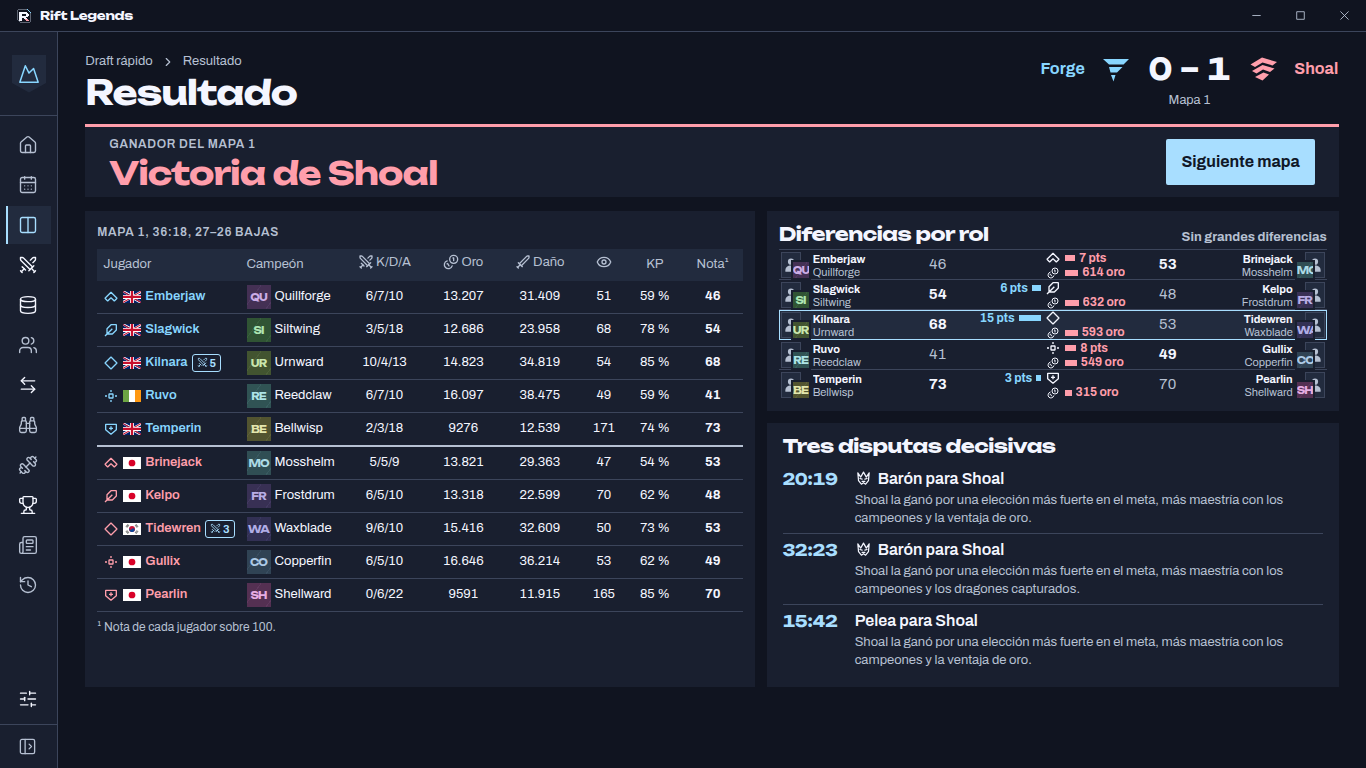 Rift Legends
Draft rápido > Resultado
Resultado
Forge 0 – 1 Shoal
Mapa 1
GANADOR DEL MAPA 1
Victoria de Shoal
Siguiente mapa
MAPA 1, 36:18, 27–26 BAJAS
Jugador Campeón K/D/A Oro Daño KP Nota¹
Emberjaw QU Quillforge 6/7/10 13.207 31.409 51 59 % 46
Slagwick SI Siltwing 3/5/18 12.686 23.958 68 78 % 54
Kilnara 5 UR Urnward 10/4/13 14.823 34.819 54 85 % 68
Ruvo RE Reedclaw 6/7/10 16.097 38.475 49 59 % 41
Temperin BE Bellwisp 2/3/18 9276 12.539 171 74 % 73
Brinejack MO Mosshelm 5/5/9 13.821 29.363 47 54 % 53
Kelpo FR Frostdrum 6/5/10 13.318 22.599 70 62 % 48
Tidewren 3 WA Waxblade 9/6/10 15.416 32.609 50 73 % 53
Gullix CO Copperfin 6/5/10 16.646 36.214 53 62 % 49
Pearlin SH Shellward 0/6/22 9591 11.915 165 85 % 70
¹ Nota de cada jugador sobre 100.
Diferencias por rol Sin grandes diferencias
Emberjaw 46 7 pts 53 Brinejack
QU Quillforge 614 oro Mosshelm MO
Slagwick 54 6 pts 48 Kelpo
SI Siltwing 632 oro Frostdrum FR
Kilnara 68 15 pts 53 Tidewren
UR Urnward 593 oro Waxblade WA
Ruvo 41 8 pts 49 Gullix
RE Reedclaw 549 oro Copperfin CO
Temperin 73 3 pts 70 Pearlin
BE Bellwisp 315 oro Shellward SH
Tres disputas decisivas
20:19 Barón para Shoal
Shoal la ganó por una elección más fuerte en el meta, más maestría con los
campeones y la ventaja de oro.
32:23 Barón para Shoal
Shoal la ganó por una elección más fuerte en el meta, más maestría con los
campeones y los dragones capturados.
15:42 Pelea para Shoal
Shoal la ganó por una elección más fuerte en el meta, más maestría con los
campeones y la ventaja de oro.